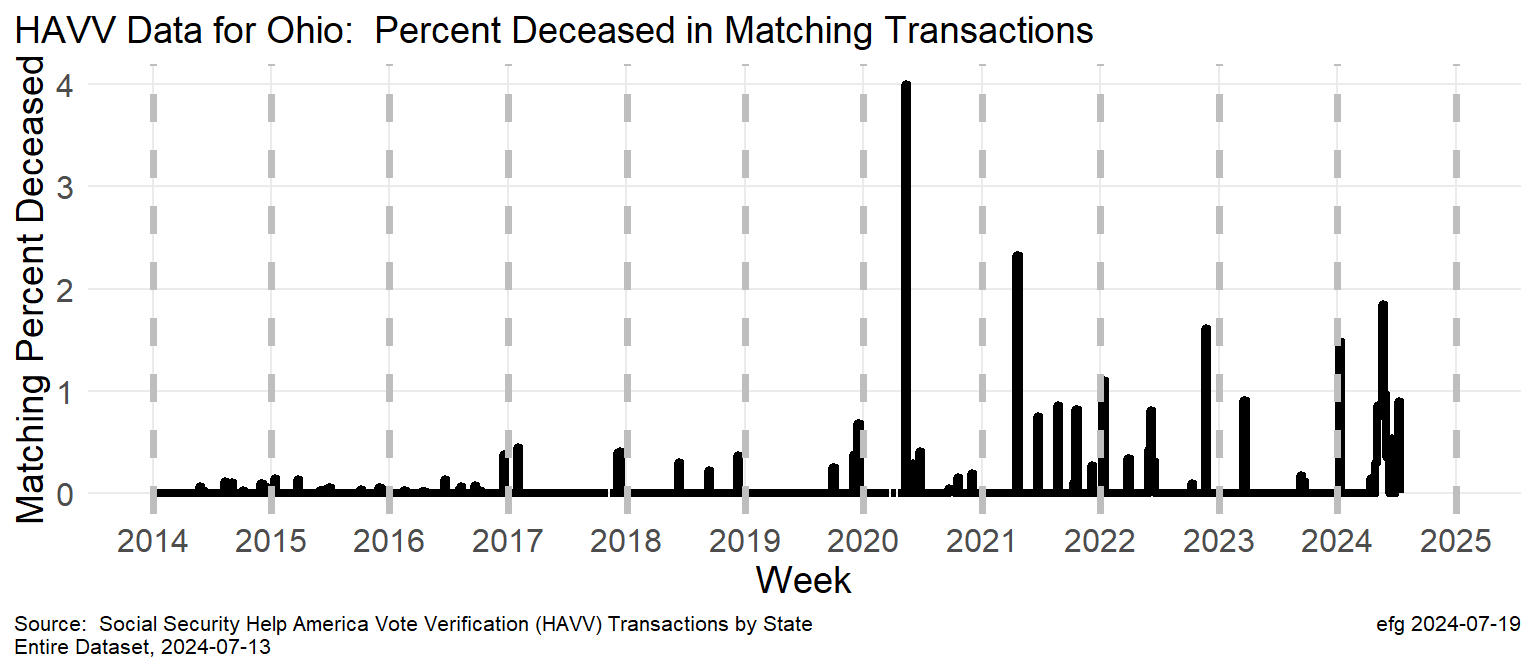 HAVV Data for Ohio:  Percent Deceased in Matching Transactions
Matching Percent Deceased
4
3
2
1
0
2014 2015 2016 2017 2018 2019 2020 2021 2022 2023 2024 2025
Week
Source:  Social Security Help America Vote Verification (HAVV) Transactions by State
efg 2024-07-19
Entire Dataset, 2024-07-13